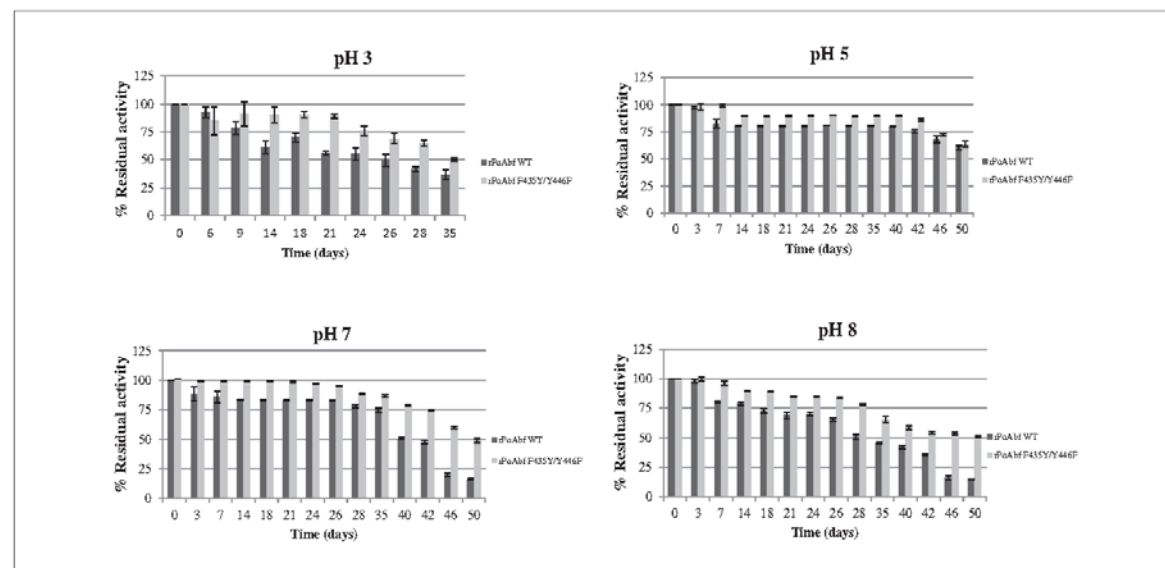 pH 3
125
100
75
50
25
0
% Residual activity
0 6 9 14 18 21 24 26 28 35
Time (days)
rPoAbf WT
rPoAbf F435Y/Y446F
pH 5
125
100
75
50
25
0
% Residual activity
0 3 7 14 18 21 24 26 28 35 40 42 46 50
Time (days)
rPoAbf WT
rPoAbf F435Y/Y446F
pH 7
125
100
75
50
25
0
% Residual activity
0 3 7 14 18 21 24 26 28 35 40 42 46 50
Time (days)
rPoAbf WT
rPoAbf F435Y/Y446F
pH 8
125
100
75
50
25
0
% Residual activity
0 3 7 14 18 21 24 26 28 35 40 42 46 50
Time (days)
rPoAbf WT
rPoAbf F435Y/Y446F